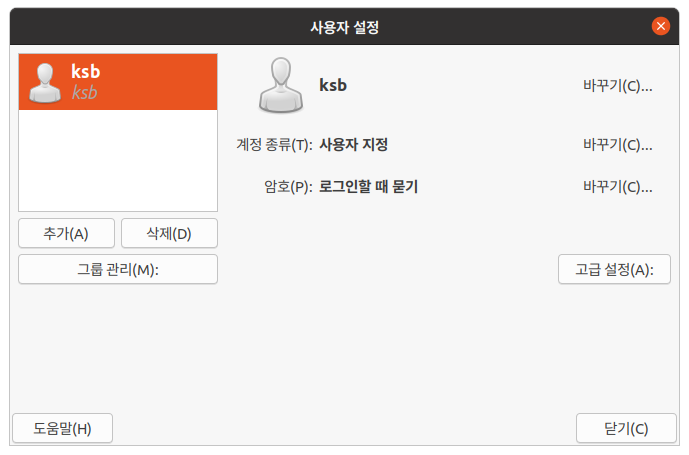 사용자 설정
ksb
ksb
ksb 바꾸기(C)...
계정 종류(T): 사용자 지정 바꾸기(C)...
암호(P): 로그인할 때 묻기 바꾸기(C)...
추가(A) 삭제(D)
그룹 관리(M): 고급 설정(A):
도움말(H) 닫기(C)